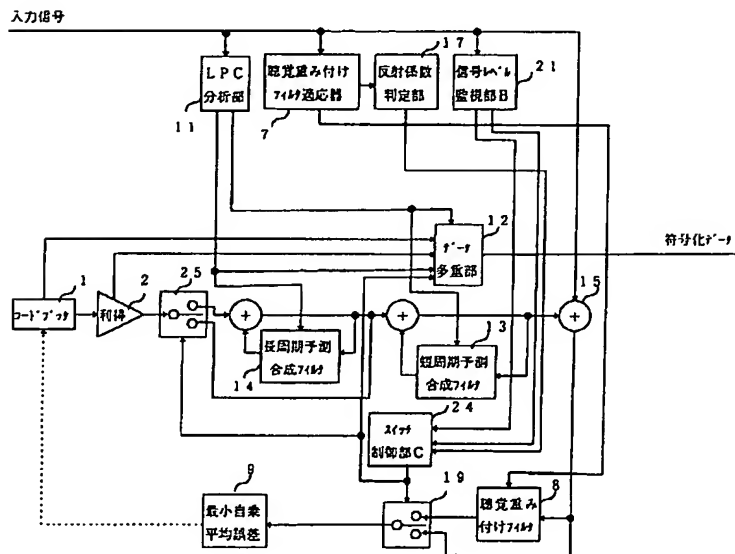 入力信号
LPC
分析部
11
聴覚重み付け
フィルタ適応器
7
17
反射係数
判定部
信号レベル
監視部B
21
データ
多重部
12
符号化データ
コードブック
1
利得
2
25
長周期予測
合成フィルタ
14
短周期予測
合成フィルタ
13
15
24
スイッチ
制御部C
9
最小自乗
平均誤差
19
聴覚重み
付けフィルタ
8